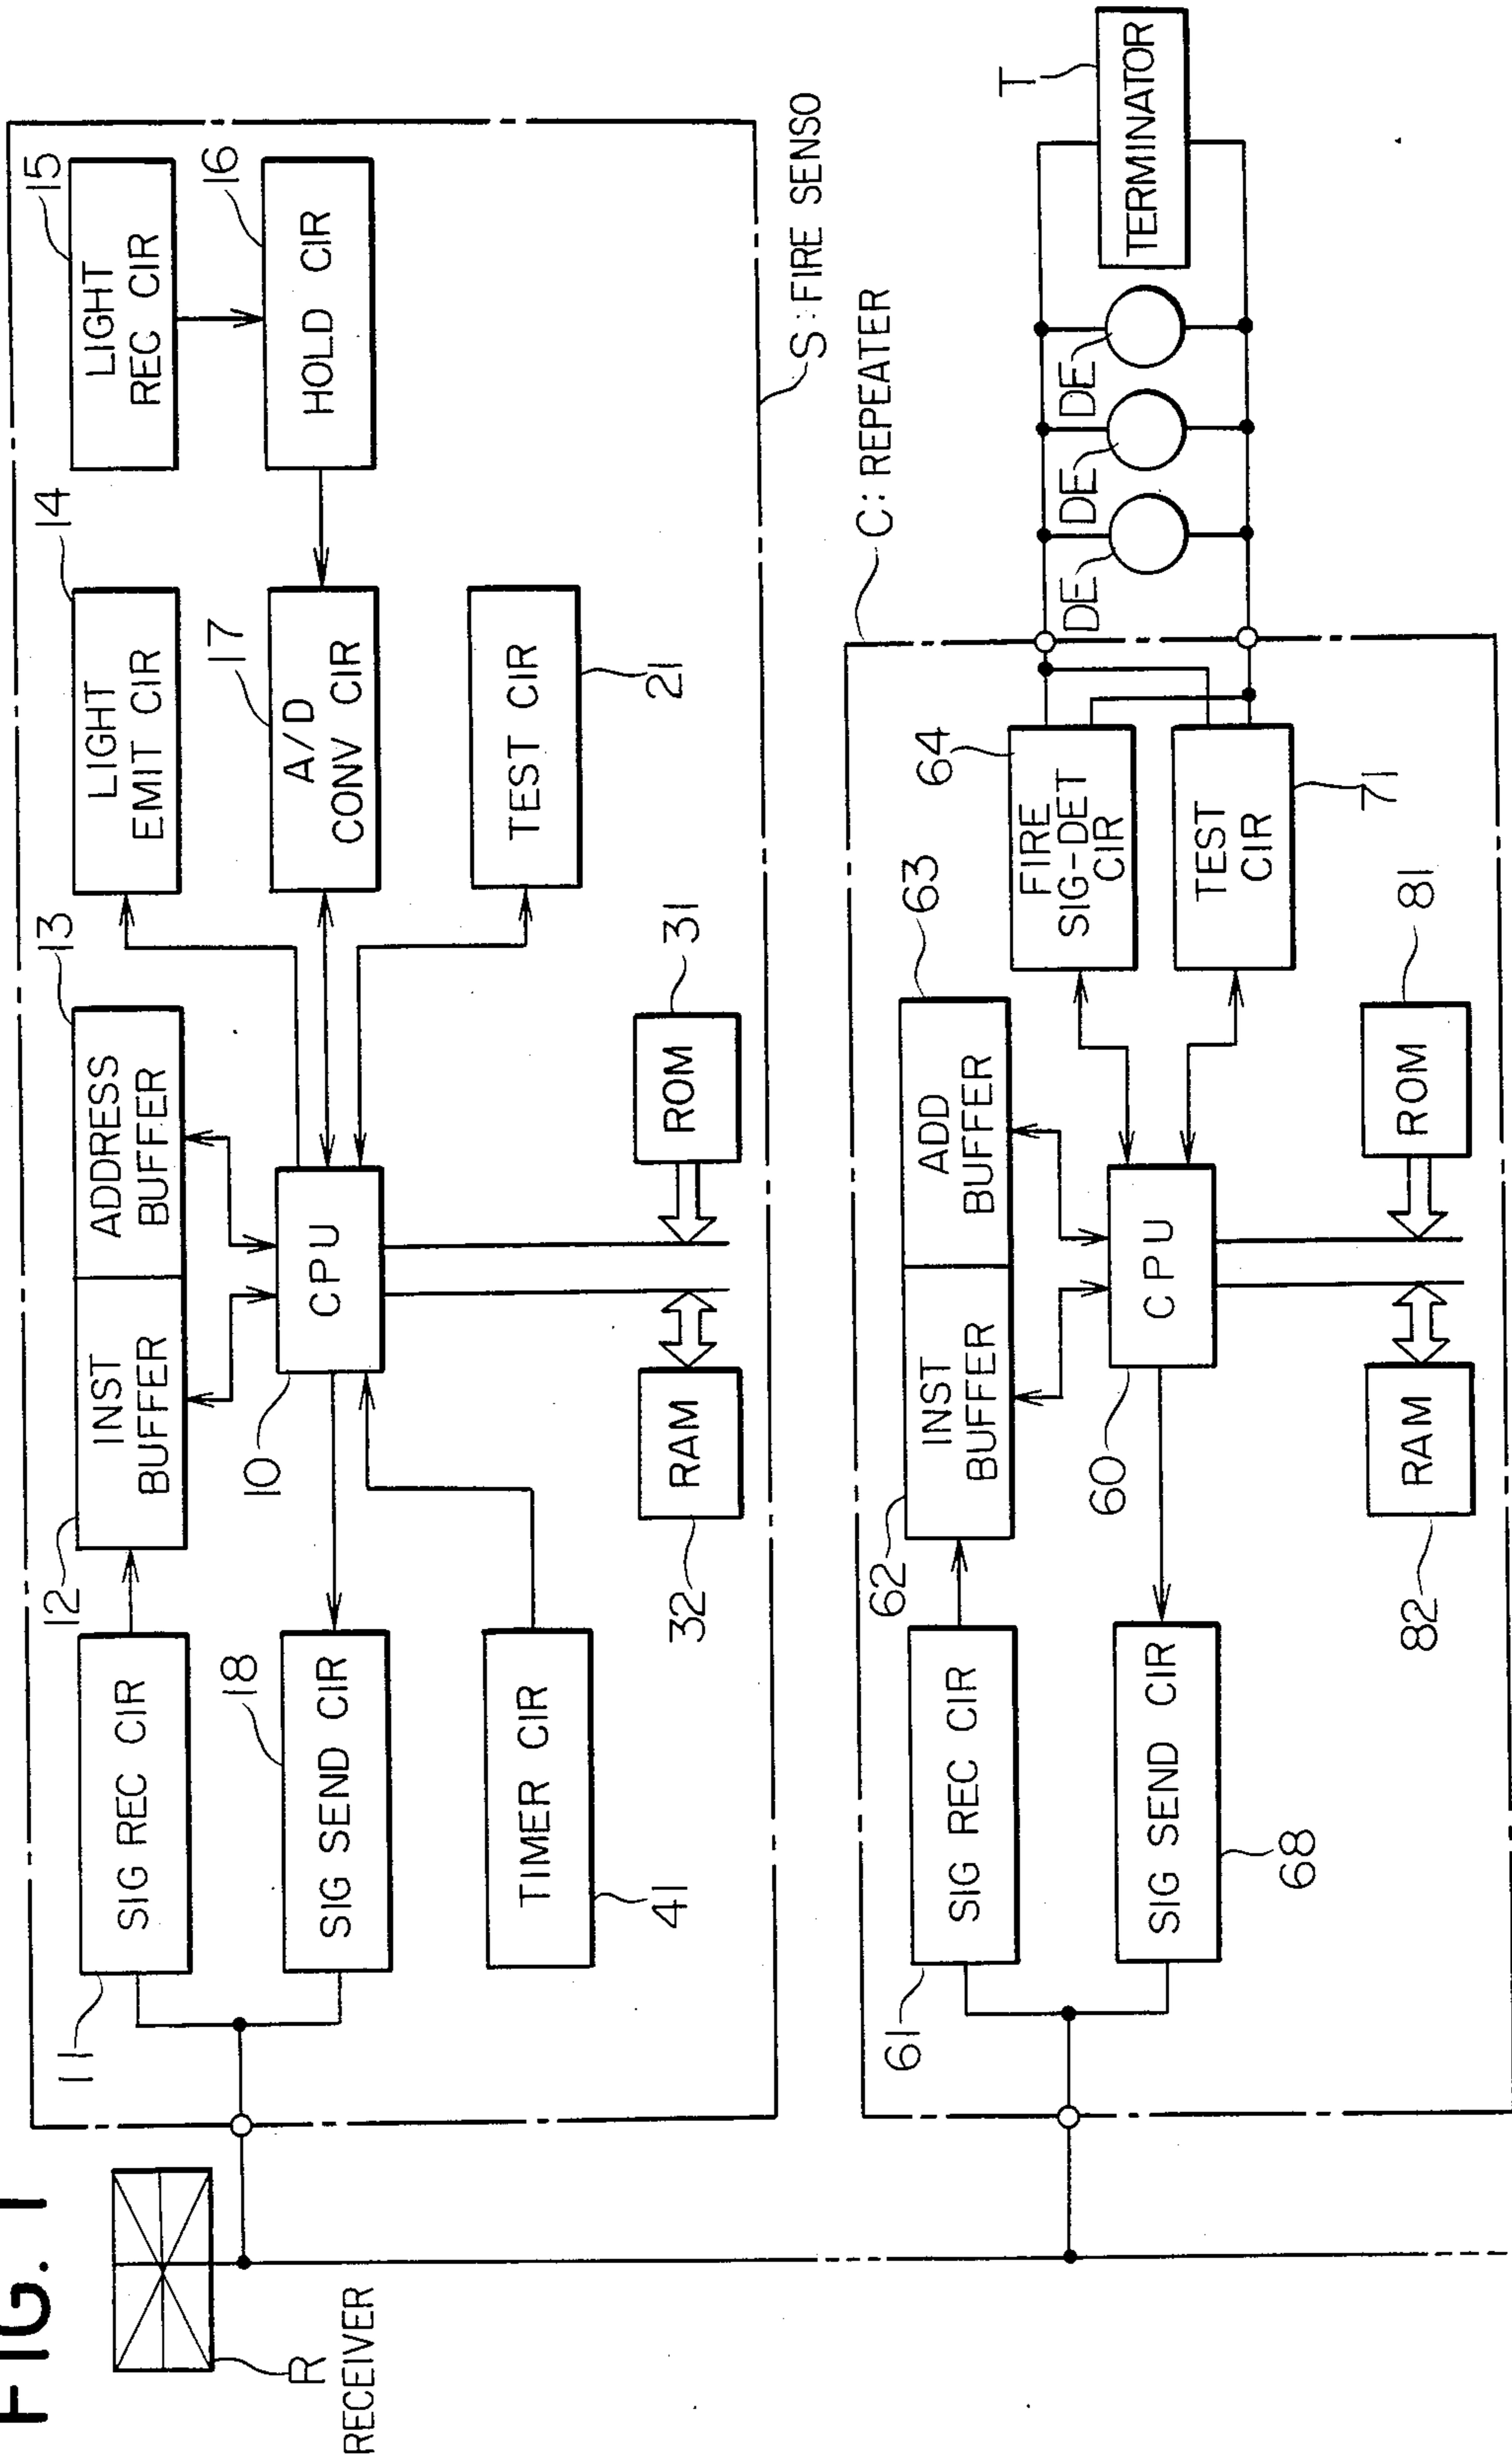 FIG. 1
R
RECEIVER
11
SIG REC CIR
12
INST
BUFFER
13
ADDRESS
BUFFER
14
LIGHT
EMIT CIR
15
LIGHT
REC CIR
16
HOLD CIR
17
A/D
CONV CIR
10
CPU
18
SIG SEND CIR
TEST CIR
21
TIMER CIR
41
ROM
31
RAM
32
S: FIRE SENSO
C: REPEATER
61
SIG REC CIR
62
INST
BUFFER
63
ADD
BUFFER
64
FIRE
SIG-DET
CIR
60
CPU
SIG SEND CIR
68
TEST
CIR
71
ROM
81
RAM
82
DE
DE
DE
T
TERMINATOR